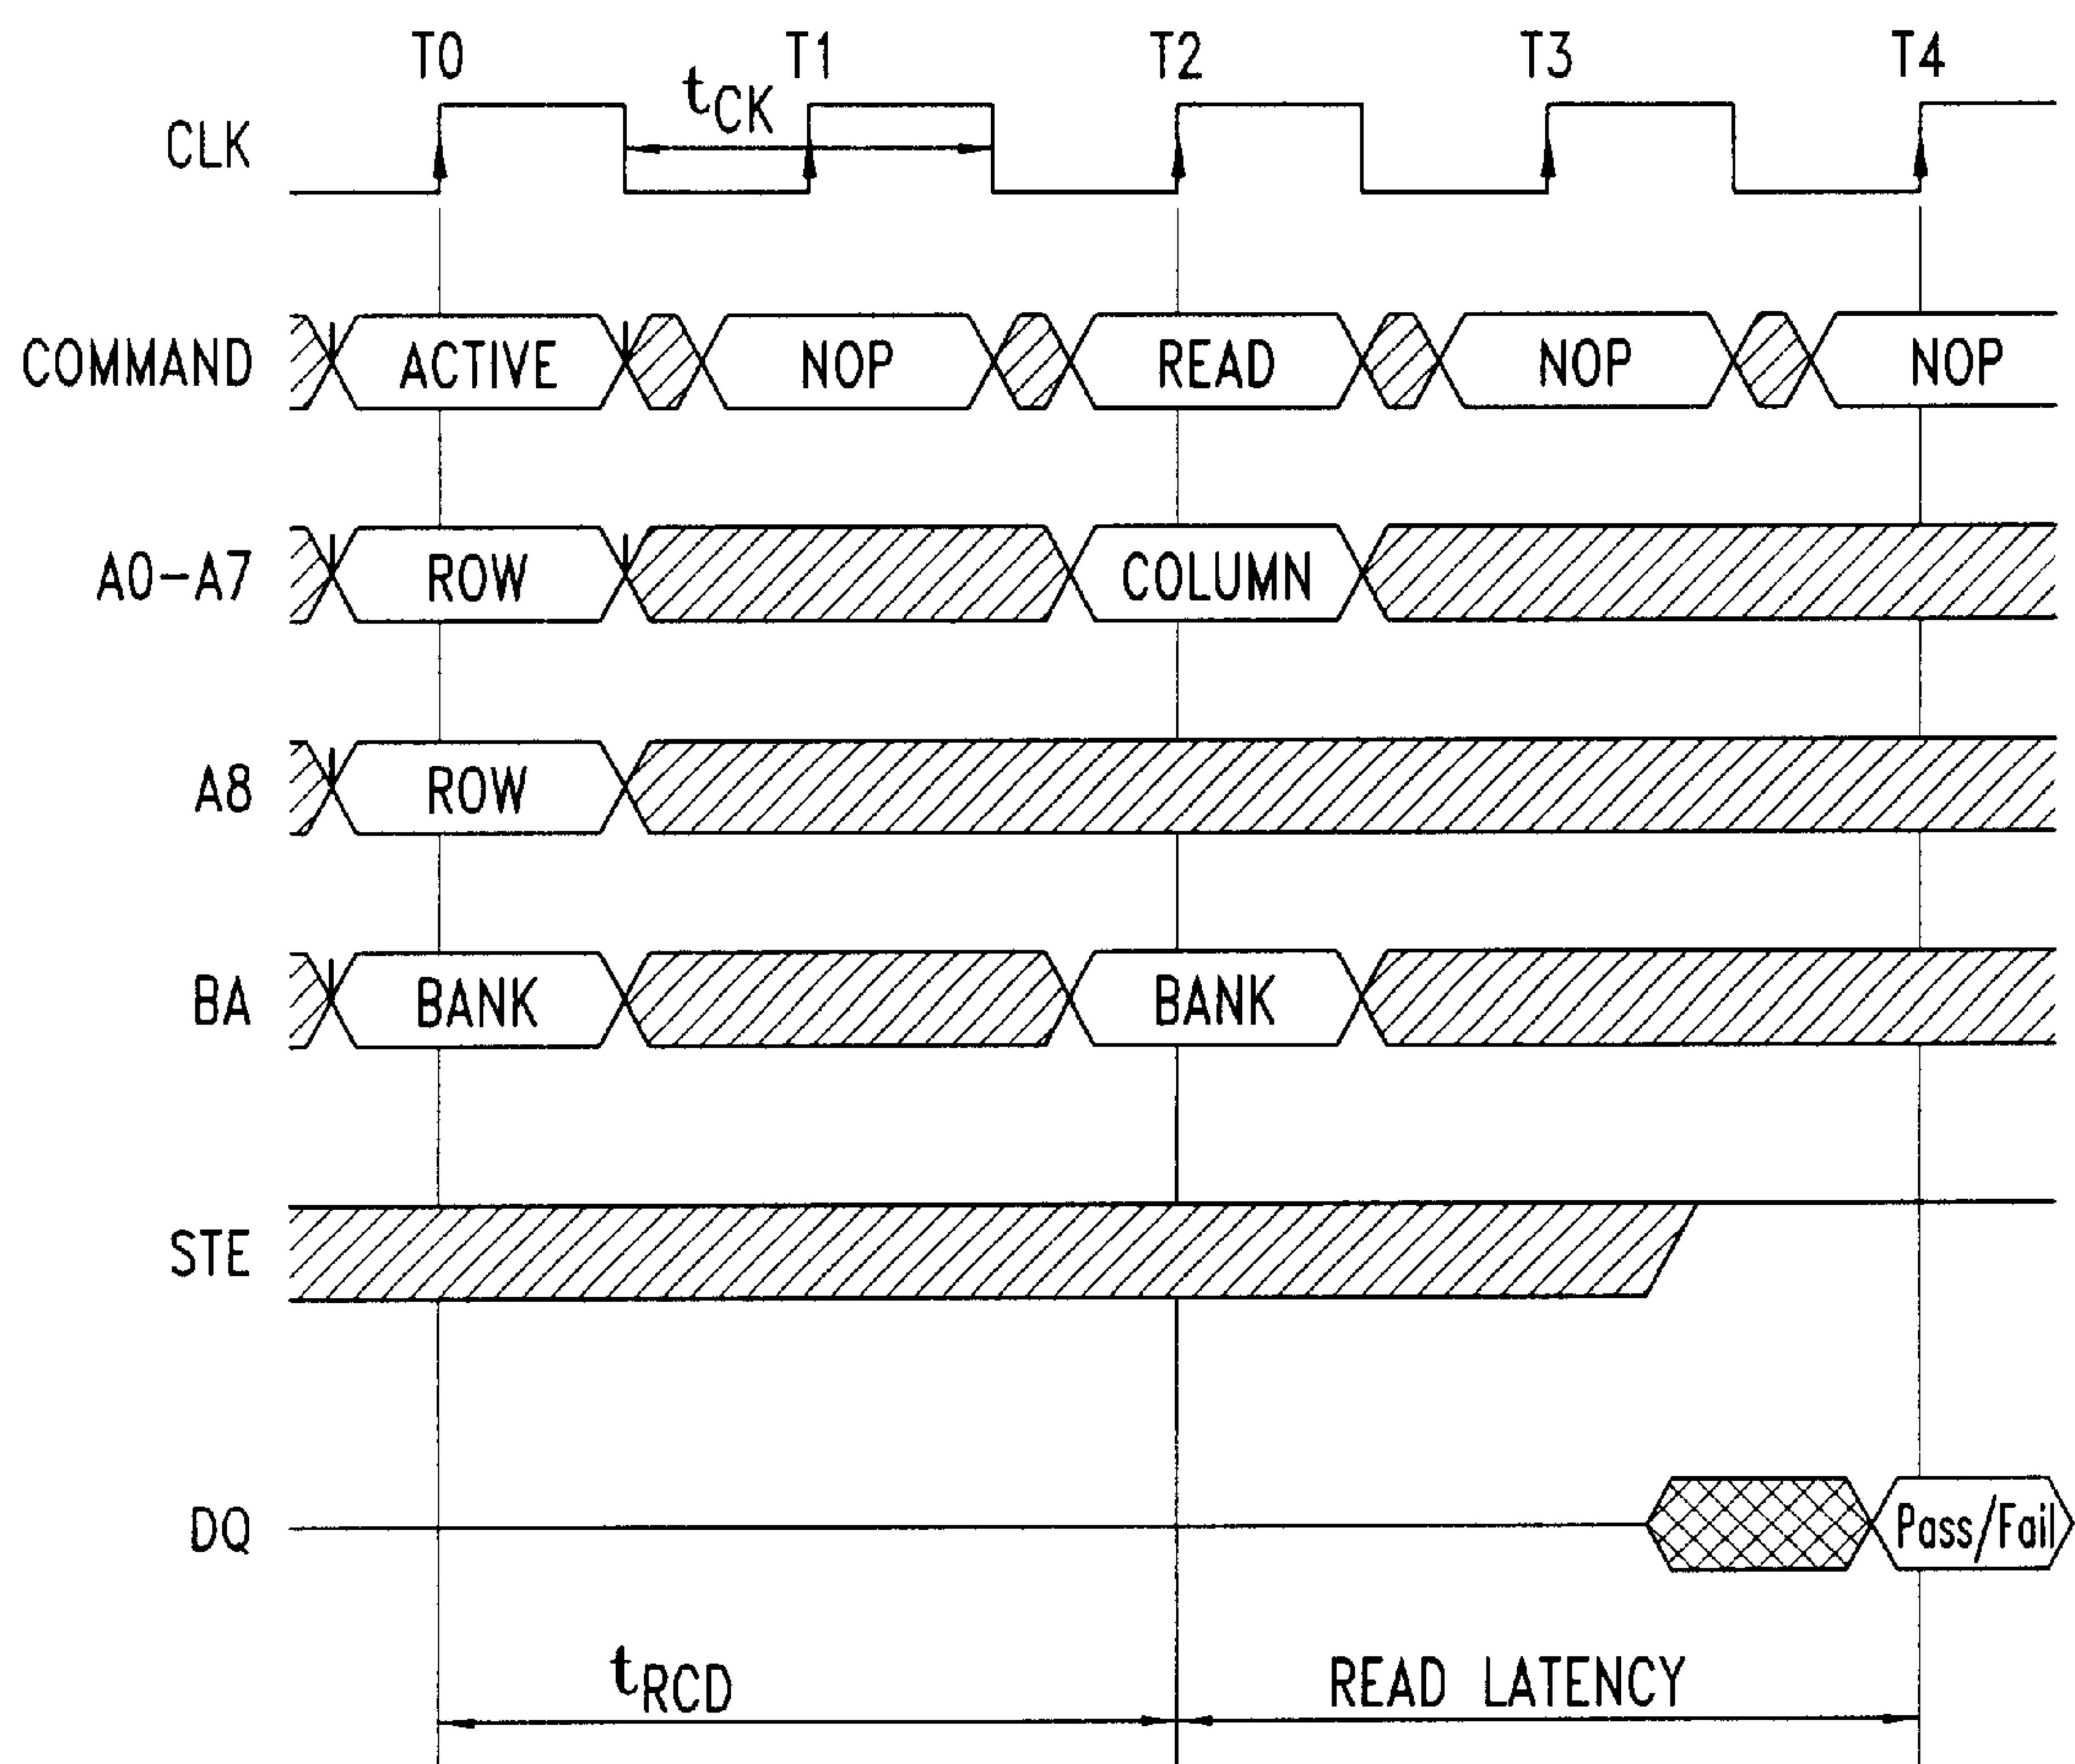 T0 T1 T2 T3 T4
tCK
CLK
COMMAND ACTIVE NOP READ NOP NOP
A0-A7 ROW COLUMN
A8 ROW
BA BANK BANK
STE
DQ Pass/Fail
tRCD READ LATENCY